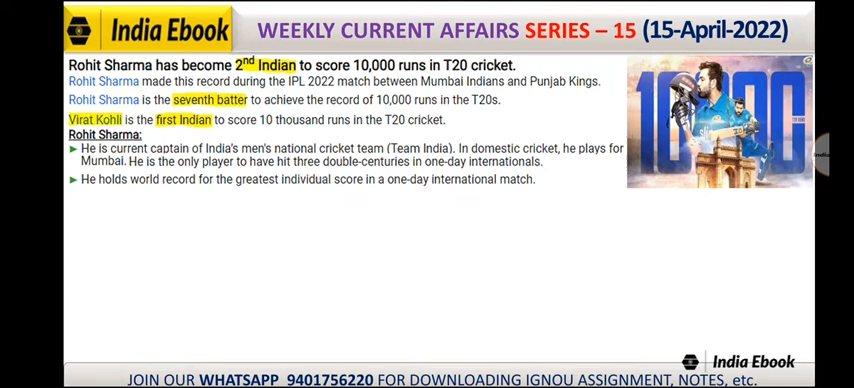 India Ebook WEEKLY CURRENT AFFAIRS SERIES – 15 (15-April-2022)
Rohit Sharma has become 2nd Indian to score 10,000 runs in T20 cricket.
Rohit Sharma made this record during the IPL 2022 match between Mumbai Indians and Punjab Kings.
Rohit Sharma is the seventh batter to achieve the record of 10,000 runs in the T20s.
Virat Kohli is the first Indian to score 10 thousand runs in the T20 cricket.
Rohit Sharma:
► He is current captain of India's men's national cricket team (Team India). In domestic cricket, he plays for
Mumbai. He is the only player to have hit three double-centuries in one-day internationals.
► He holds world record for the greatest individual score in a one-day international match.
India Ebook
JOIN OUR WHATSAPP 9401756220 FOR DOWNLOADING IGNOU ASSIGNMENT, NOTES, etc.